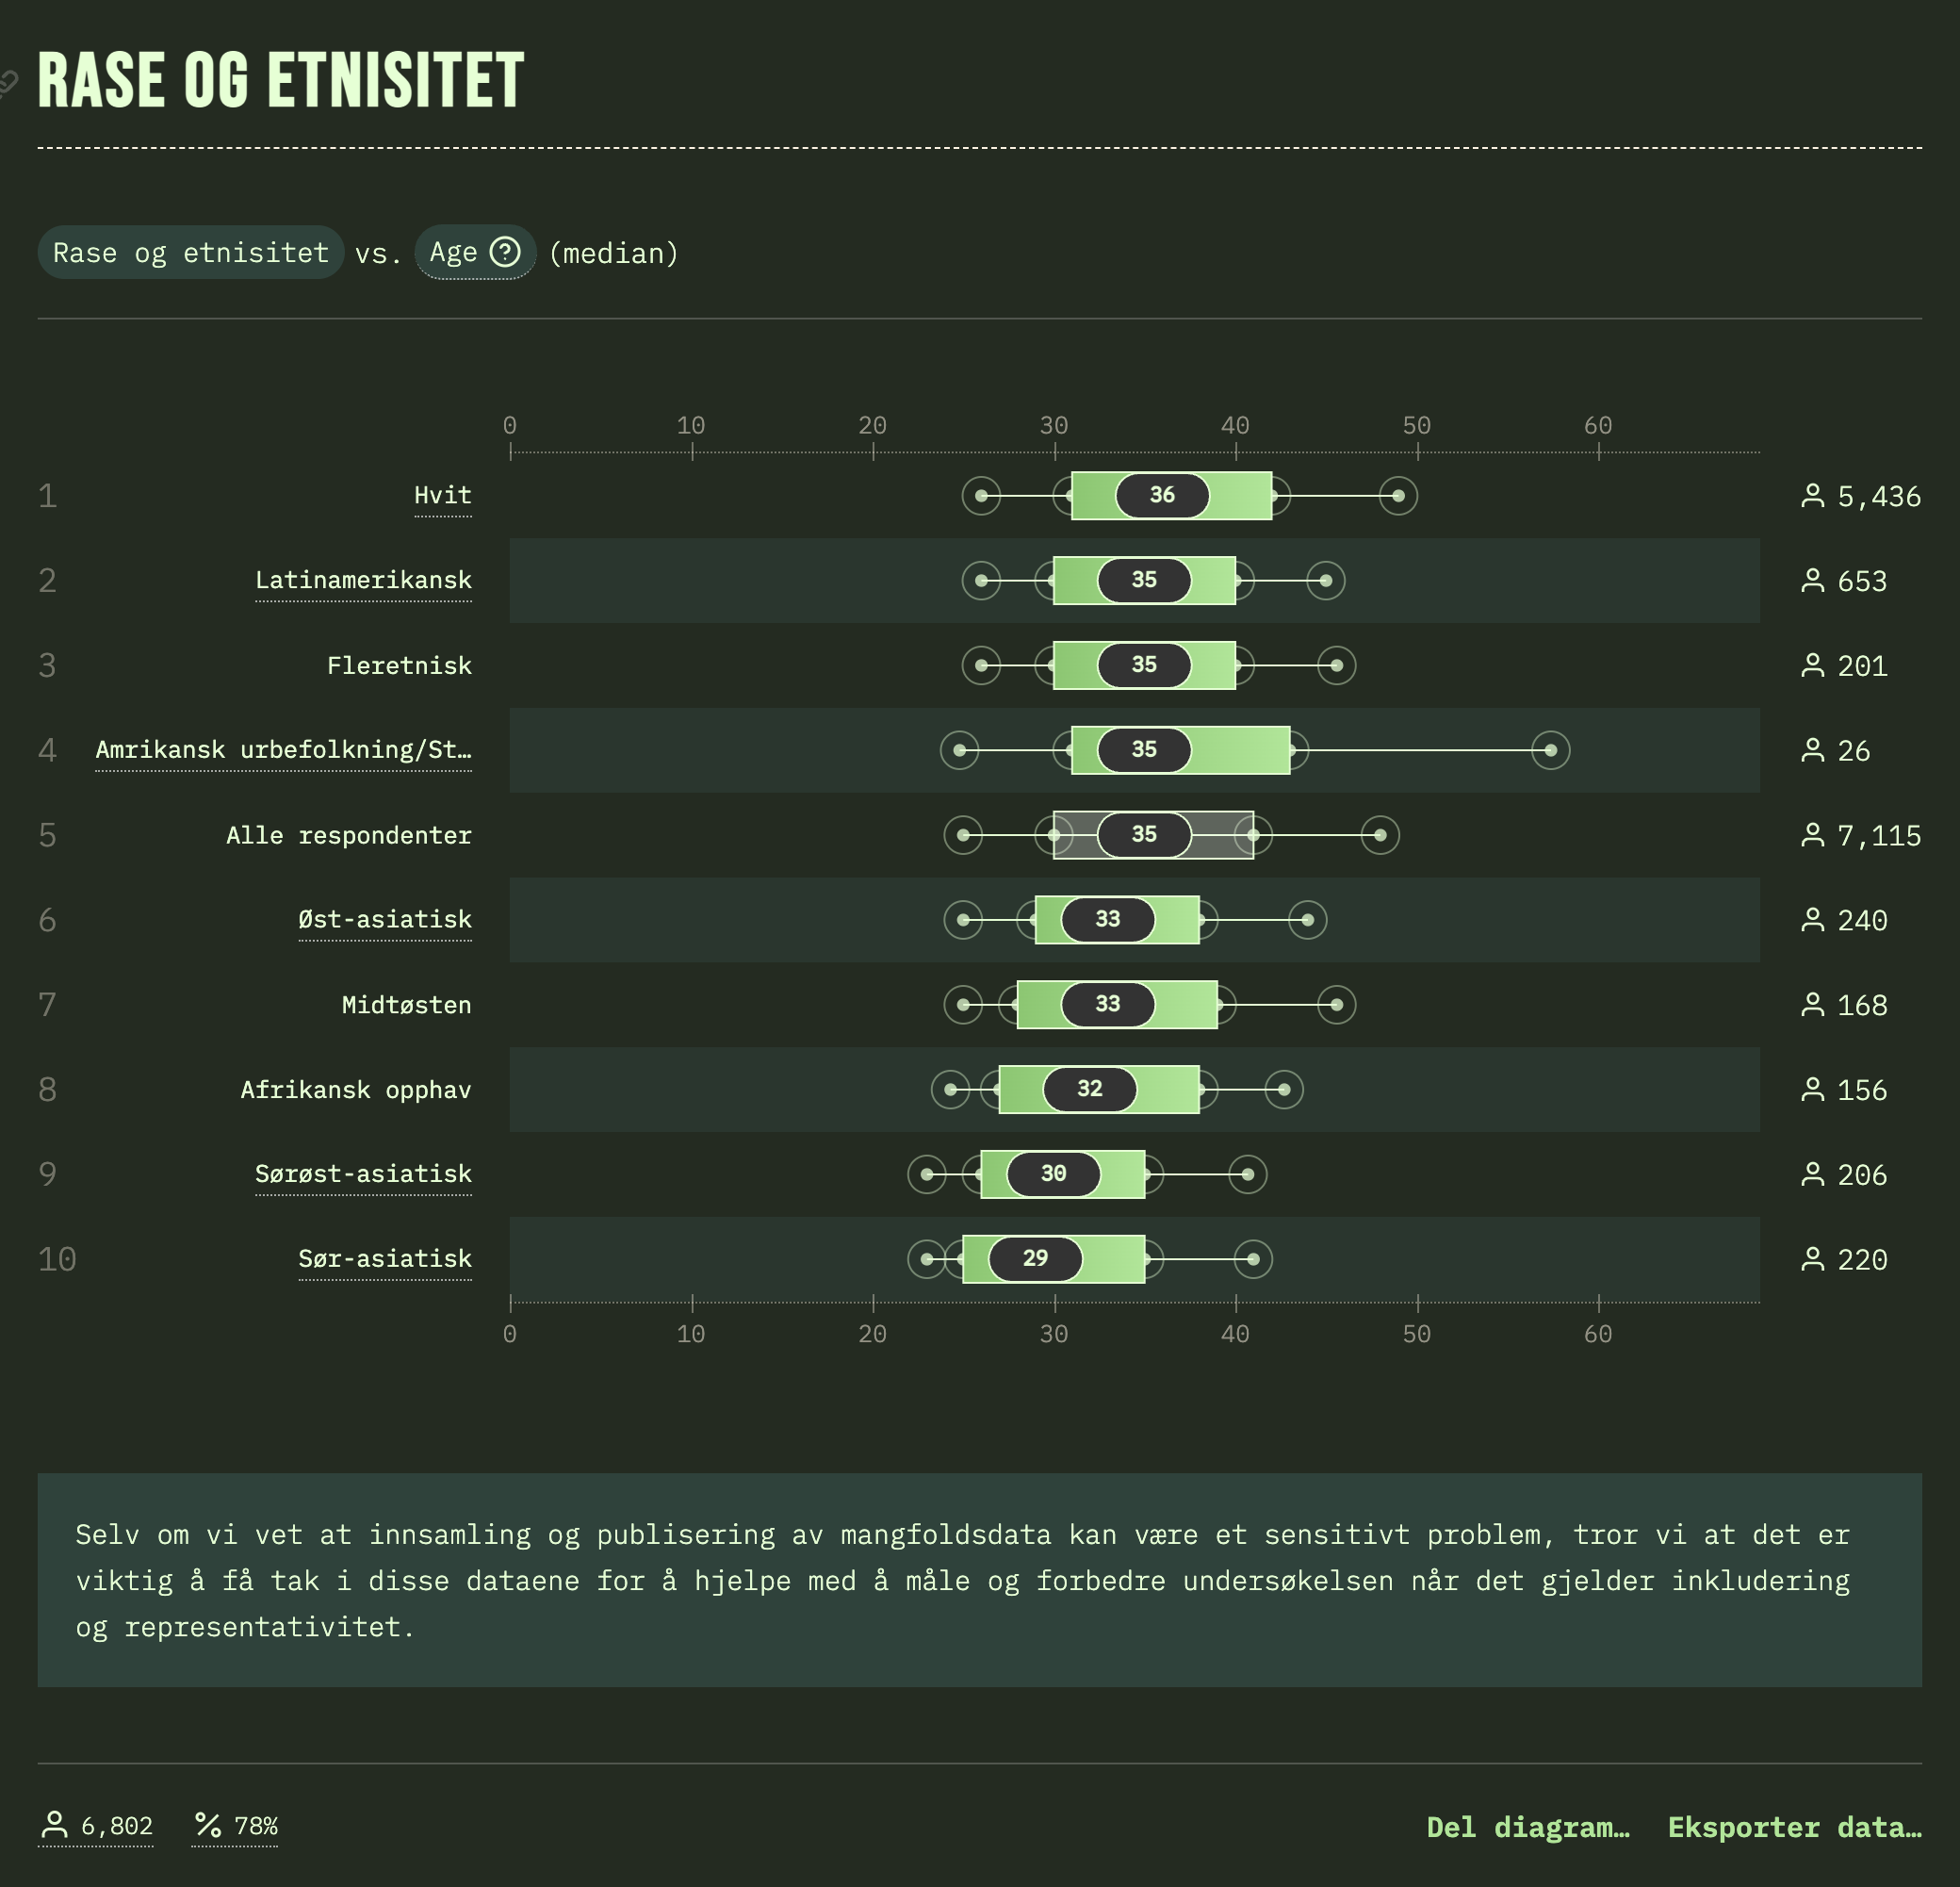 RASE OG ETNISITET
Rase og etnisitet vs. Age ? (median)
0 10 20 30 40 50 60
1 Hvit 36 5,436
2 Latinamerikansk 35 653
3 Fleretnisk 35 201
4 Amrikansk urbefolkning/St… 35 26
5 Alle respondenter 35 7,115
6 Øst-asiatisk 33 240
7 Midtøsten 33 168
8 Afrikansk opphav 32 156
9 Sørøst-asiatisk 30 206
10 Sør-asiatisk 29 220
0 10 20 30 40 50 60
Selv om vi vet at innsamling og publisering av mangfoldsdata kan være et sensitivt problem, tror vi at det er
viktig å få tak i disse dataene for å hjelpe med å måle og forbedre undersøkelsen når det gjelder inkludering
og representativitet.
6,802 % 78% Del diagram… Eksporter data…